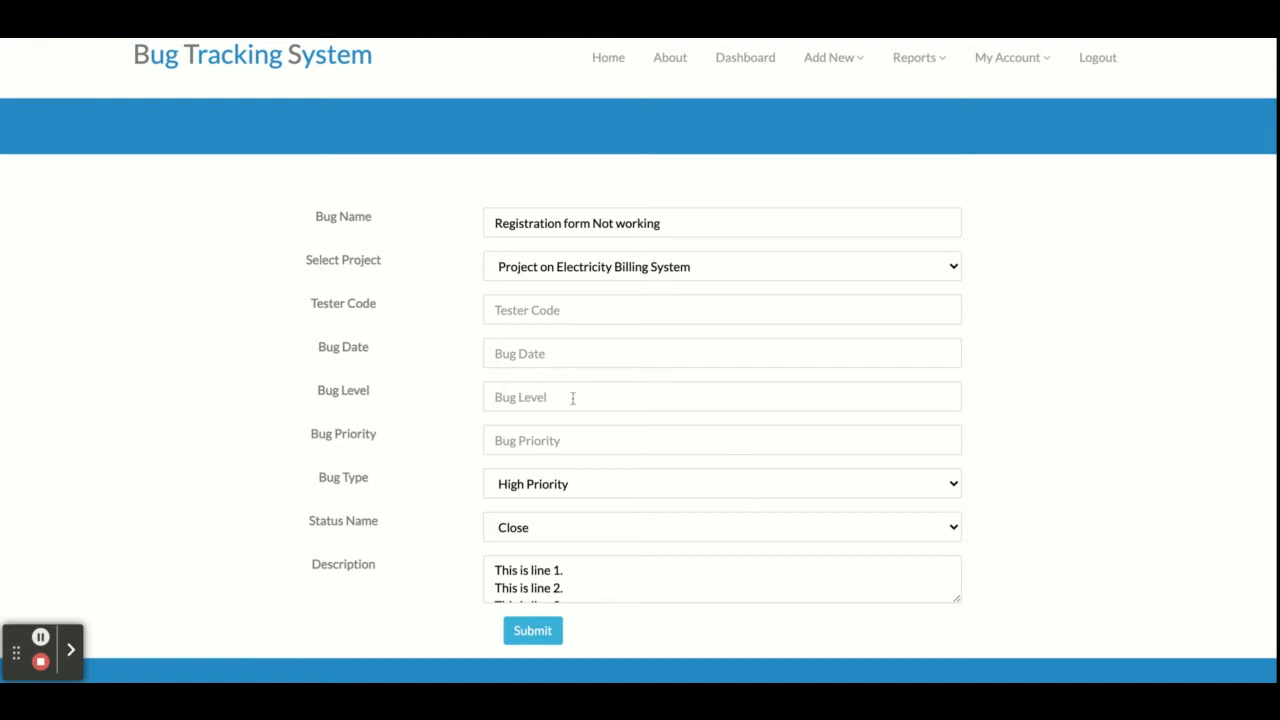 Bug Tracking System
Home About Dashboard Add New Reports My Account Logout
Bug Name Registration form Not working
Select Project Project on Electricity Billing System
Tester Code Tester Code
Bug Date Bug Date
Bug Level Bug Level
Bug Priority Bug Priority
Bug Type High Priority
Status Name Close
Description This is line 1.
This is line 2.
Submit